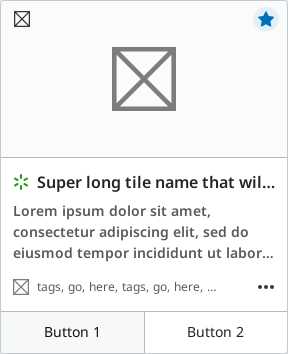 Super long tile name that wil...
Lorem ipsum dolor sit amet,
consectetur adipiscing elit, sed do
eiusmod tempor incididunt ut labor...
tags, go, here, tags, go, here, ...
Button 1
Button 2